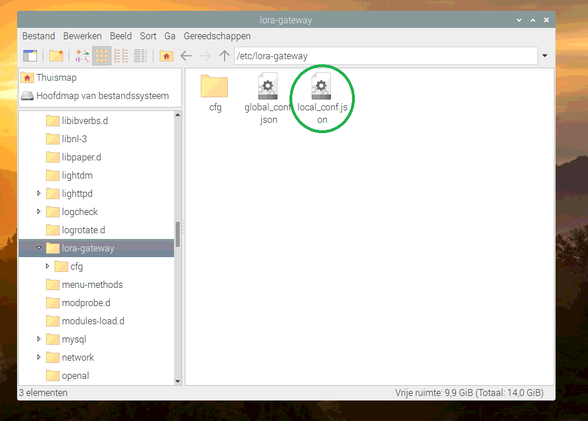 lora-gateway
Bestand Bewerken Beeld Sort Ga Gereedschappen
/etc/lora-gateway
Thuismap
Hoofdmap van bestandssysteem
libibverbs.d
libnl-3
libpaper.d
lightdm
lighttpd
logcheck
logrotate.d
lora-gateway
cfg
menu-methods
modprobe.d
modules-load.d
mysql
network
openal
cfg
global_conf.
json
local_conf.js
on
3 elementen
Vrije ruimte: 9,9 GiB (Totaal: 14,0 GiB)